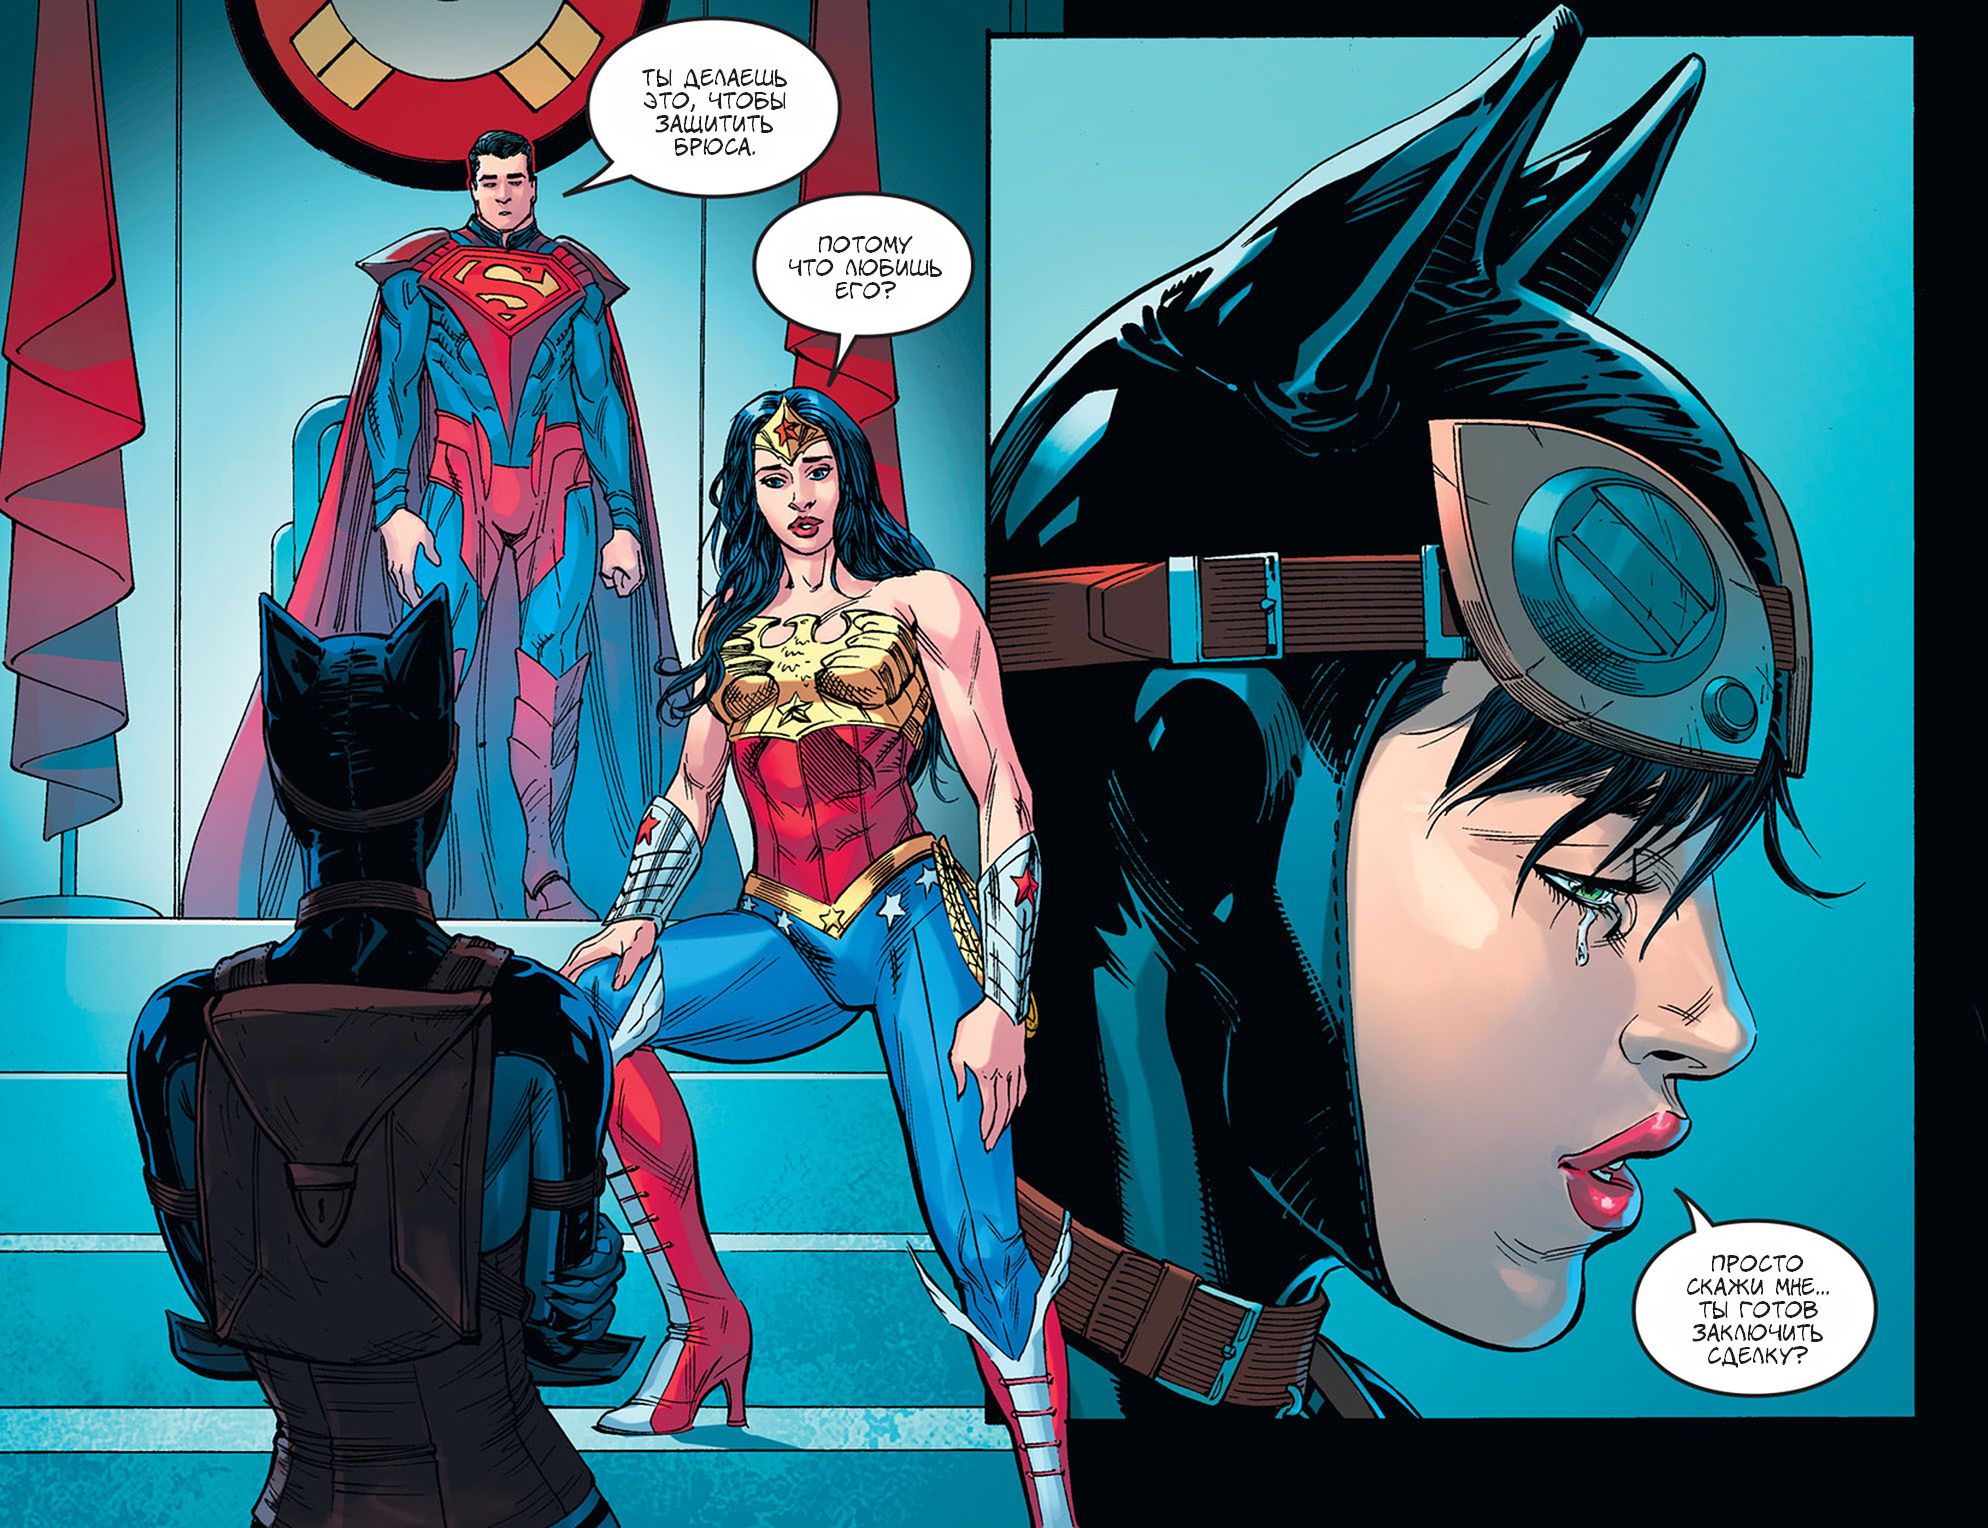 ТЫ ДЕЛАЕШЬ
ЭТО, ЧТОБЫ
ЗАЩИТИТЬ
БРЮСА.
ПОТОМУ
ЧТО ЛЮБИШЬ
ЕГО?
ПРОСТО
СКАЖИ МНЕ...
ТЫ ГОТОВ
ЗАКЛЮЧИТЬ
СДЕЛКУ?